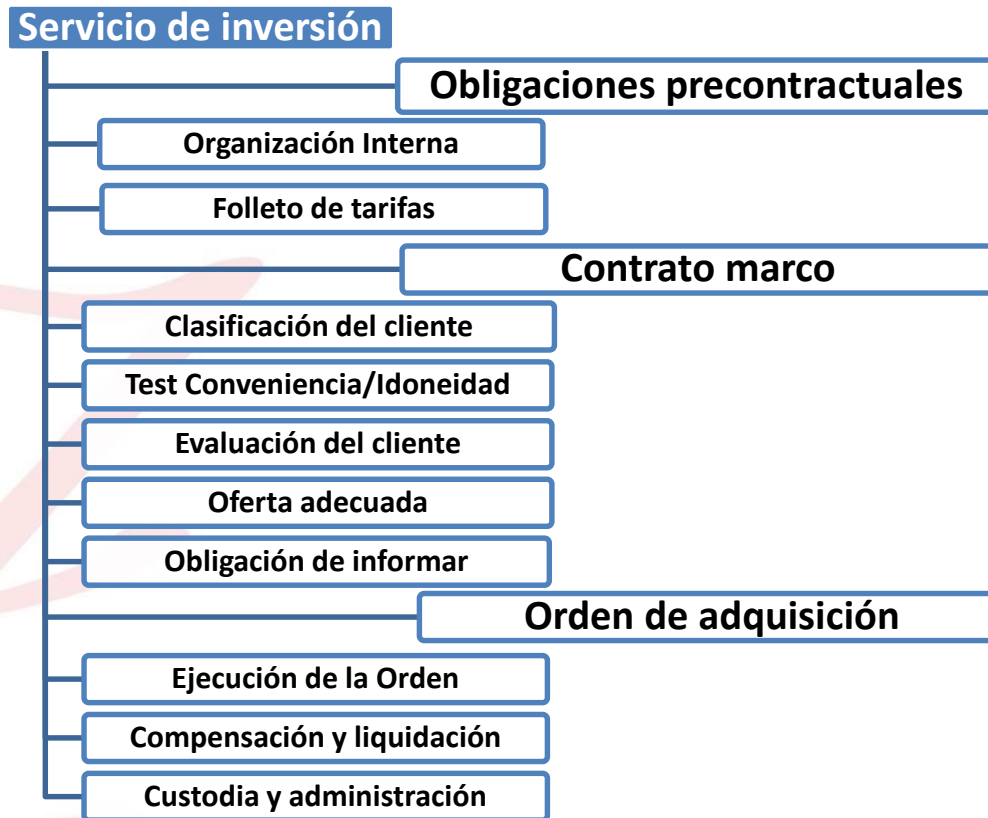 Servicio de inversión
Obligaciones precontractuales
Organización Interna
Folleto de tarifas
Contrato marco
Clasificación del cliente
Test Conveniencia/Idoneidad
Evaluación del cliente
Oferta adecuada
Obligación de informar
Orden de adquisición
Ejecución de la Orden
Compensación y liquidación
Custodia y administración